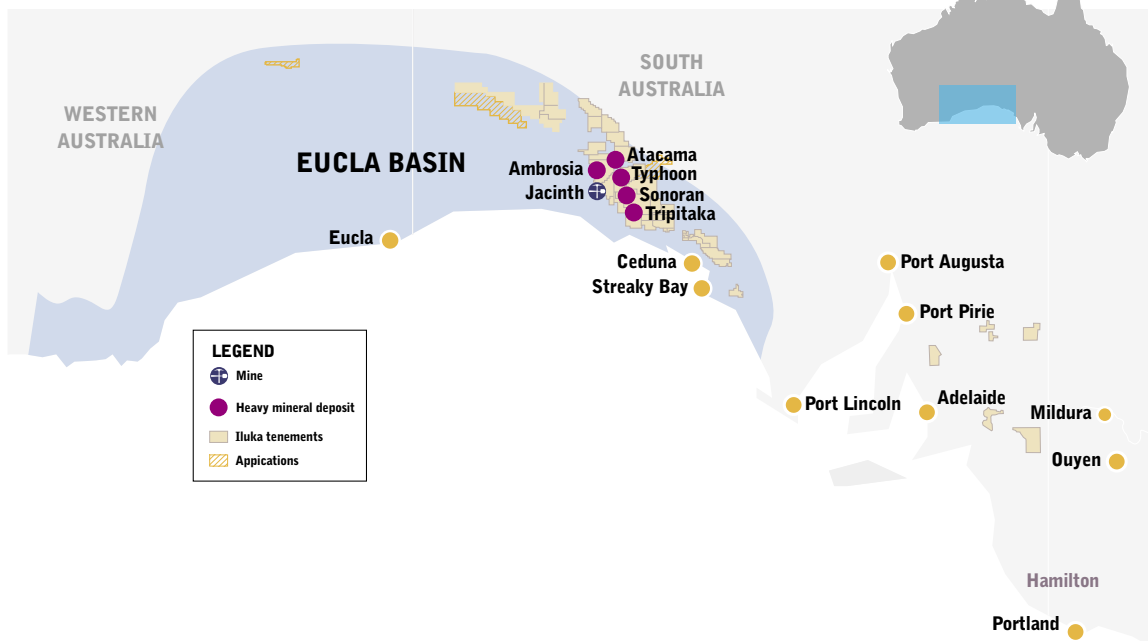 WESTERN
AUSTRALIA
SOUTH
AUSTRALIA
EUCLA BASIN
Atacama
Ambrosia
Typhoon
Jacinth
Sonoran
Tripitaka
Eucla
Ceduna
Streaky Bay
Port Augusta
Port Pirie
LEGEND
Mine
Heavy mineral deposit
Iluka tenements
Appications
Port Lincoln
Adelaide
Mildura
Ouyen
Hamilton
Portland